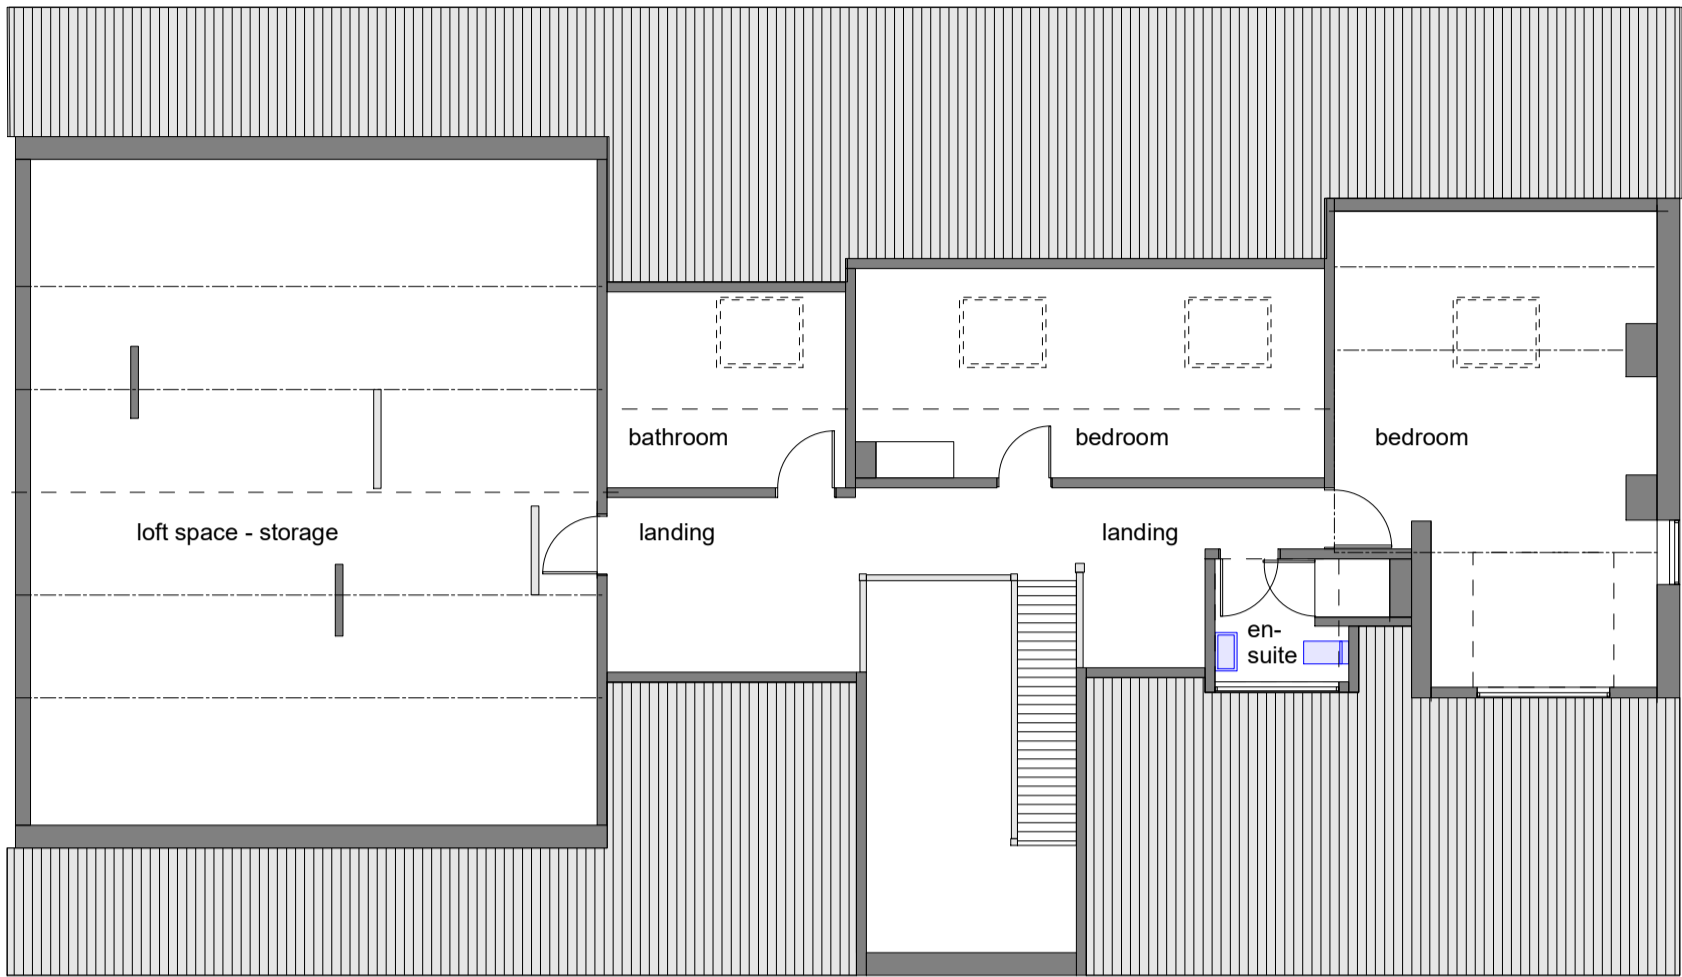 bathroom
bedroom
bedroom
loft space - storage
landing
landing
en-
suite